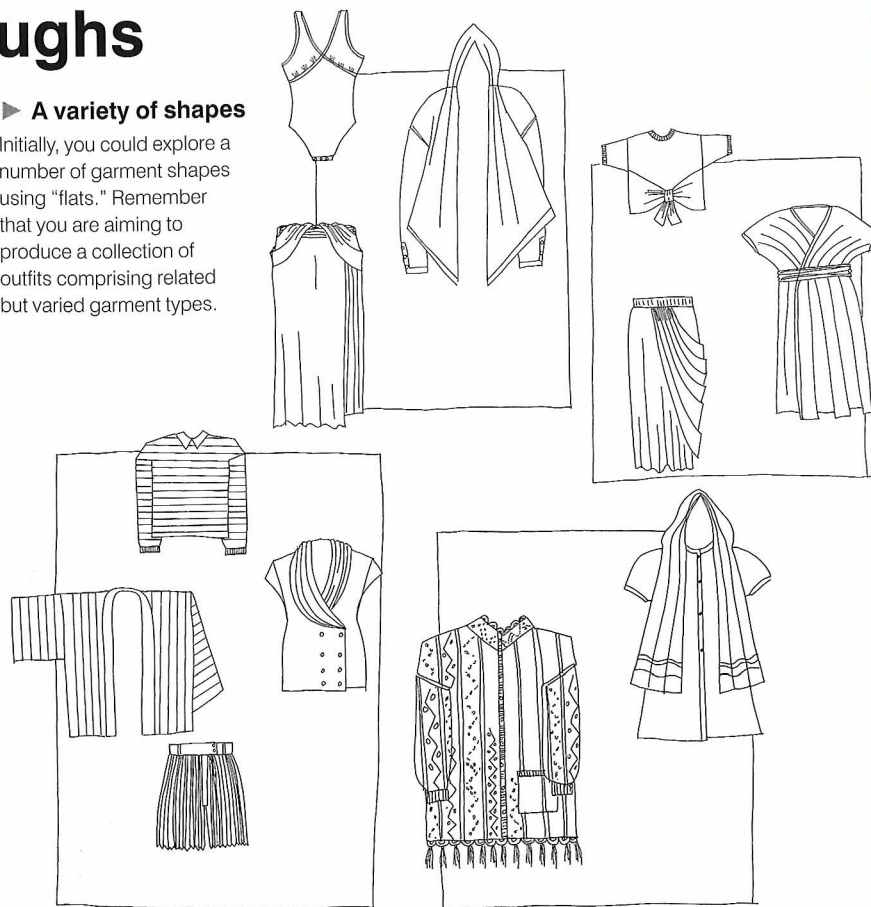 ughs
A variety of shapes
Initially, you could explore a
number of garment shapes
using “flats.” Remember
that you are aiming to
produce a collection of
outfits comprising related
but varied garment types.